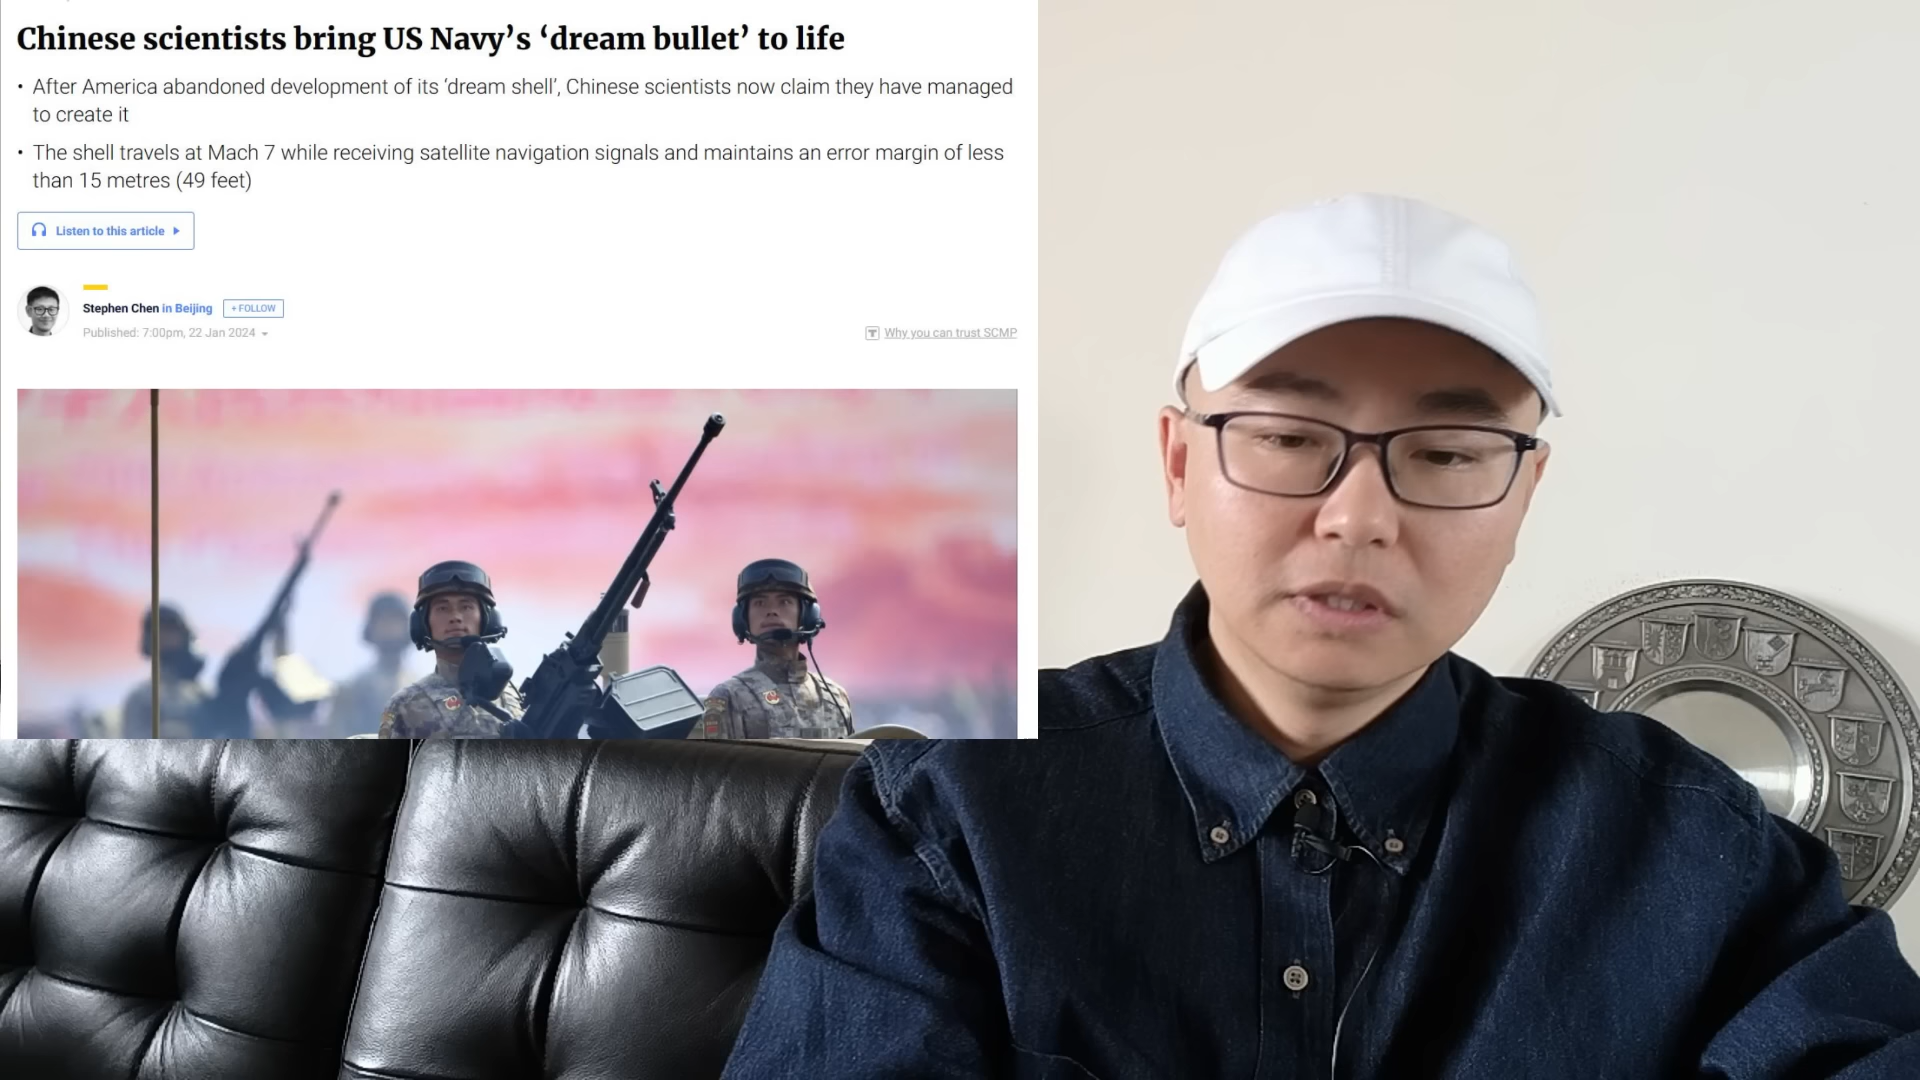 Chinese scientists bring US Navy’s ‘dream bullet’ to life
• After America abandoned development of its ‘dream shell’, Chinese scientists now claim they have managed
to create it
• The shell travels at Mach 7 while receiving satellite navigation signals and maintains an error margin of less
than 15 metres (49 feet)
Listen to this article
Stephen Chen in Beijing
+ FOLLOW
Published: 7:00pm, 22 Jan 2024
Why you can trust SCMP